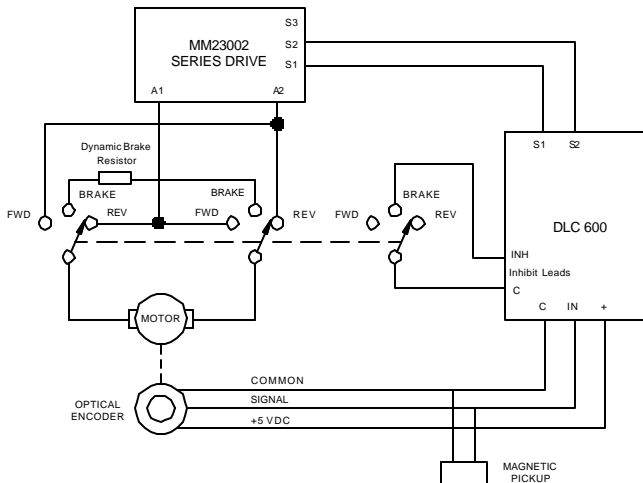 S3
MM23002
SERIES DRIVE
S2
S1
A1
A2
Dynamic Brake
Resistor
S1
S2
BRAKE
BRAKE
BRAKE
FWD
REV
FWD
REV
FWD
REV
DLC 600
INH
Inhibit Leads
C
C
IN
+
MOTOR
COMMON
OPTICAL
ENCODER
SIGNAL
+5 VDC
MAGNETIC
PICKUP